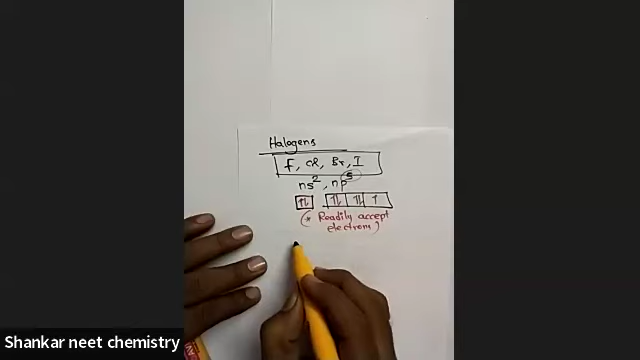 Halogens
F, Cl, Br, I
ns², np⁵
↑↓ ↑↓ ↑↓ ↑
(* Readily accept
electron)
Shankar neet chemistry